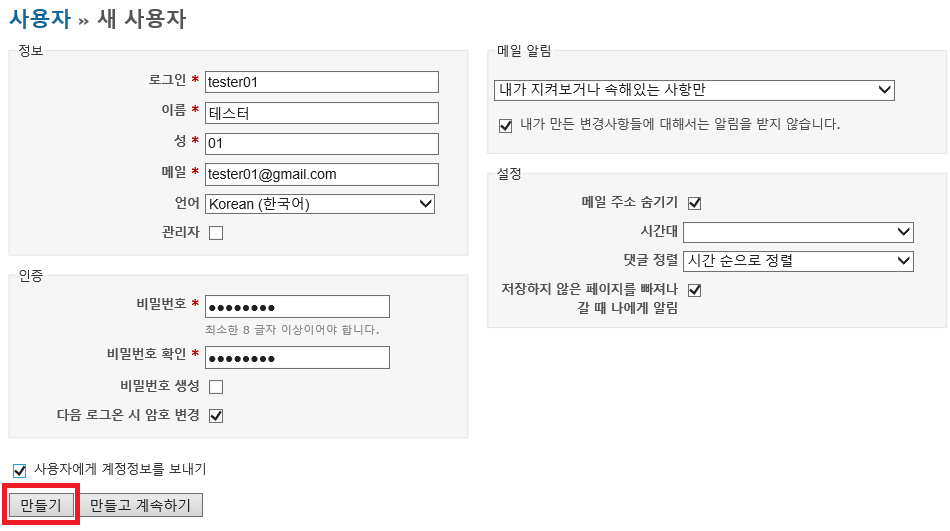 사용자 » 새 사용자
정보
로그인 * tester01
이름 * 테스터
성 * 01
메일 * tester01@gmail.com
언어 Korean (한국어)
관리자
인증
비밀번호 * ●●●●●●●●
최소한 8 글자 이상이어야 합니다.
비밀번호 확인 * ●●●●●●●●
비밀번호 생성
다음 로그온 시 암호 변경
메일 알림
내가 지켜보거나 속해있는 사항만
내가 만든 변경사항들에 대해서는 알림을 받지 않습니다.
설정
메일 주소 숨기기
시간대
댓글 정렬 시간 순으로 정렬
저장하지 않은 페이지를 빠져나
갈 때 나에게 알림
사용자에게 계정정보를 보내기
만들기 만들고 계속하기